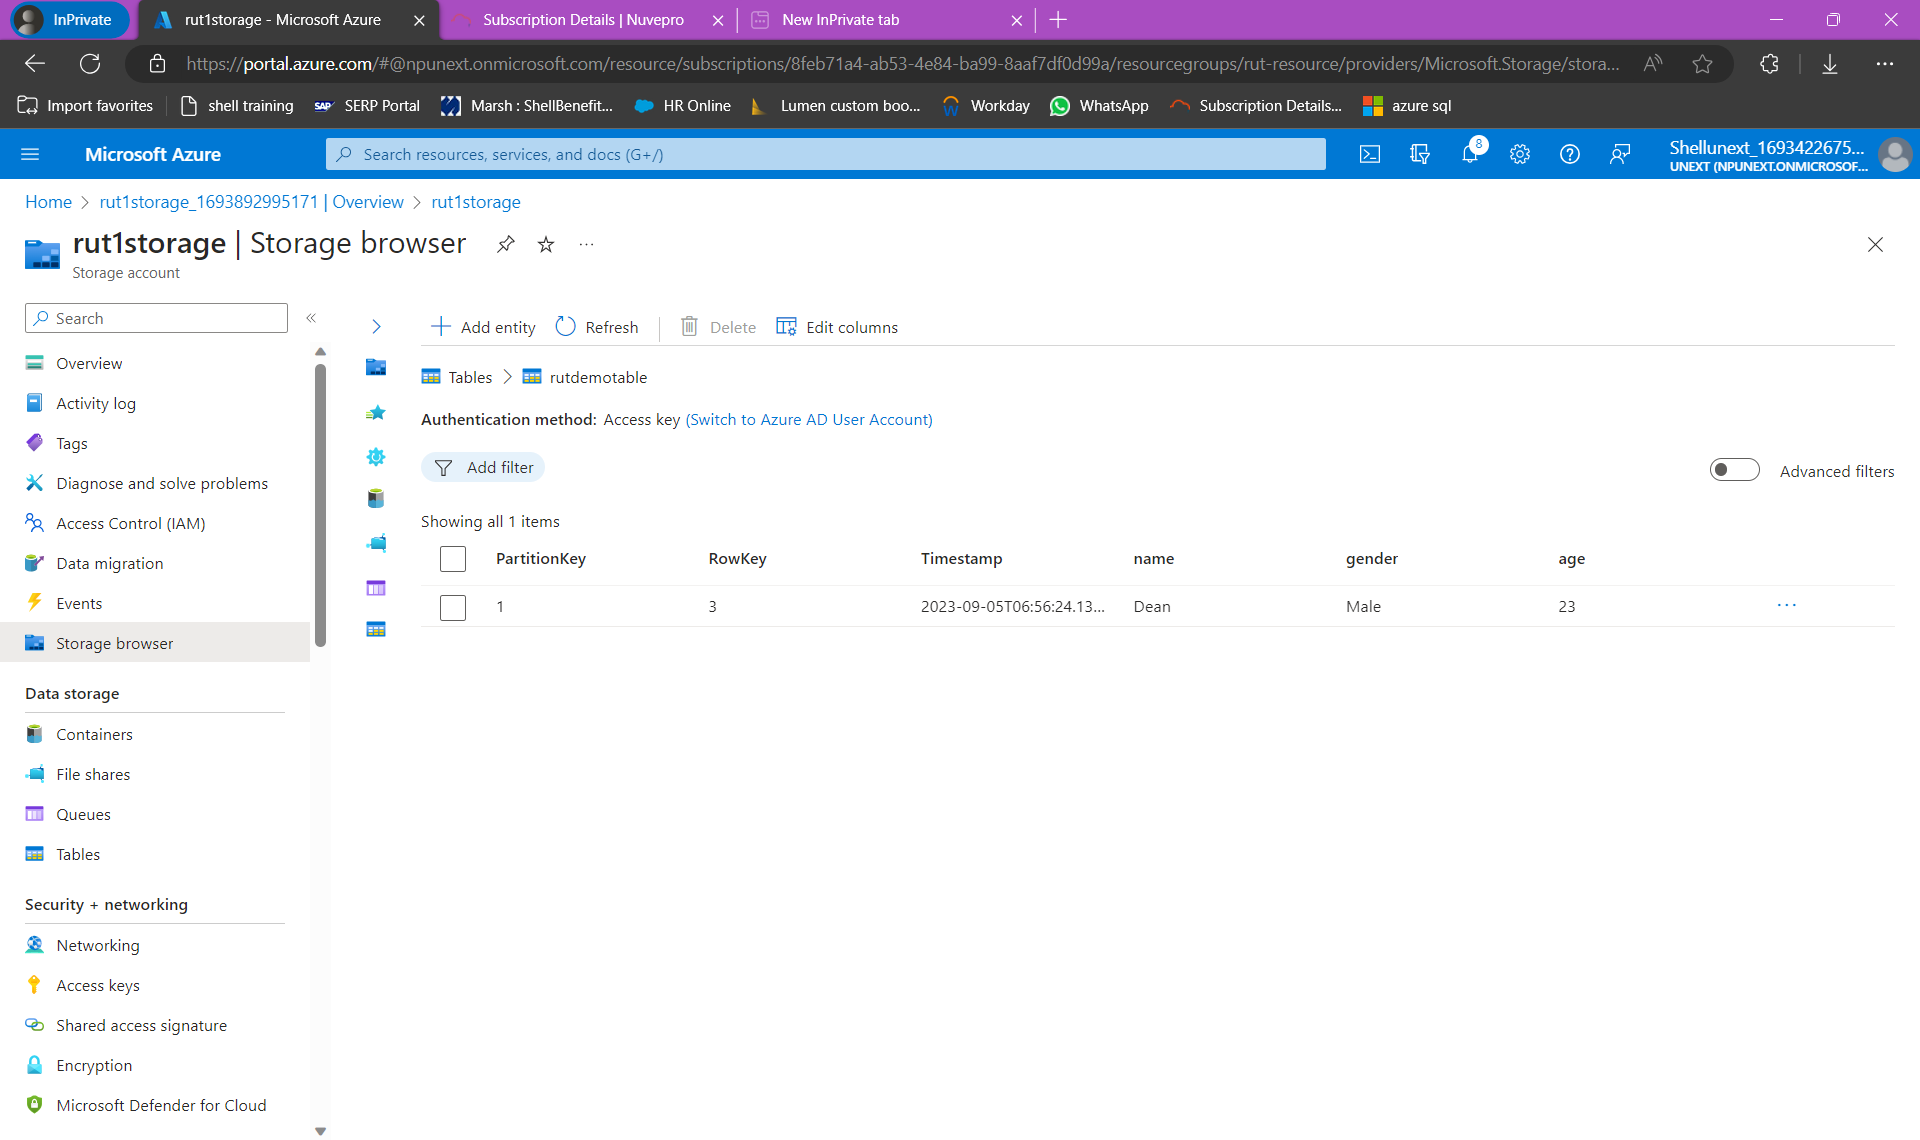 InPrivate
rut1storage - Microsoft Azure
Subscription Details | Nuvepro
New InPrivate tab
https://portal.azure.com/#@npunext.onmicrosoft.com/resource/subscriptions/8feb71a4-ab53-4e84-ba99-8aaf7df0d99a/resourcegroups/rut-resource/providers/Microsoft.Storage/stora...
Import favorites
shell training
SAP SERP Portal
Marsh : ShellBenefit...
HR Online
Lumen custom boo...
Workday
WhatsApp
Subscription Details...
azure sql
Microsoft Azure
Search resources, services, and docs (G+/)
8
Shellunext_1693422675...
UNEXT (NPUNEXT.ONMICROSOF...
Home > rut1storage_1693892995171 | Overview > rut1storage
rut1storage | Storage browser
Storage account
Search
Overview
Activity log
Tags
Diagnose and solve problems
Access Control (IAM)
Data migration
Events
Storage browser
Data storage
Containers
File shares
Queues
Tables
Security + networking
Networking
Access keys
Shared access signature
Encryption
Microsoft Defender for Cloud
Add entity
Refresh
Delete
Edit columns
Tables > rutdemotable
Authentication method: Access key (Switch to Azure AD User Account)
Add filter
Advanced filters
Showing all 1 items
PartitionKey RowKey Timestamp name gender age
1 3 2023-09-05T06:56:24.13... Dean Male 23